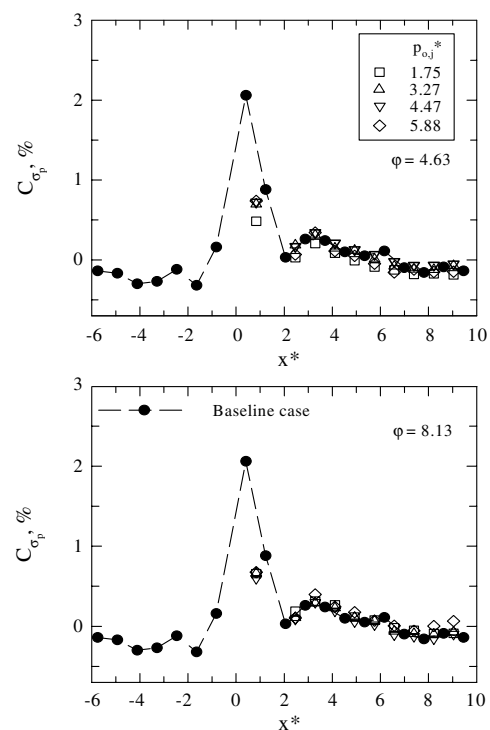 3
2
1
0
C_{σ_p}, %
p_{o,j}*
1.75
3.27
4.47
5.88
φ = 4.63
-6 -4 -2 0 2 4 6 8 10
x*
3
2
1
0
C_{σ_p}, %
Baseline case
φ = 8.13
-6 -4 -2 0 2 4 6 8 10
x*